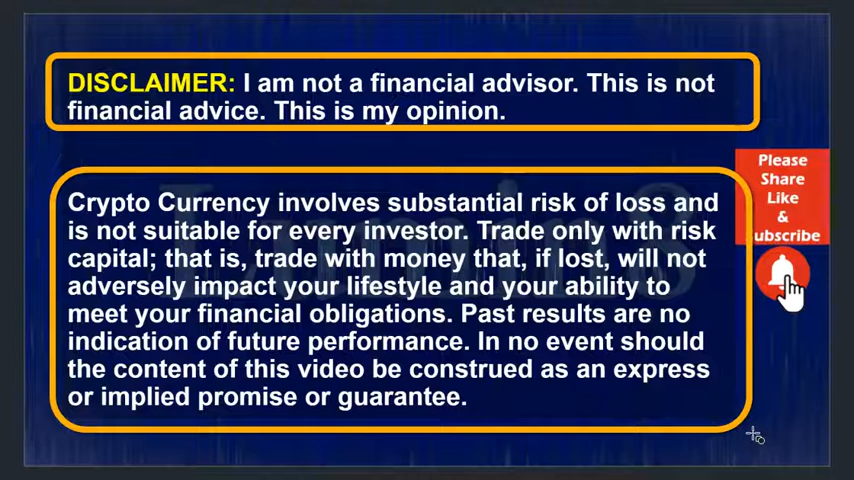 DISCLAIMER: I am not a financial advisor. This is not
financial advice. This is my opinion.
Crypto Currency involves substantial risk of loss and
is not suitable for every investor. Trade only with risk
capital; that is, trade with money that, if lost, will not
adversely impact your lifestyle and your ability to
meet your financial obligations. Past results are no
indication of future performance. In no event should
the content of this video be construed as an express
or implied promise or guarantee.
Please
Share
Like
&
ubscribe